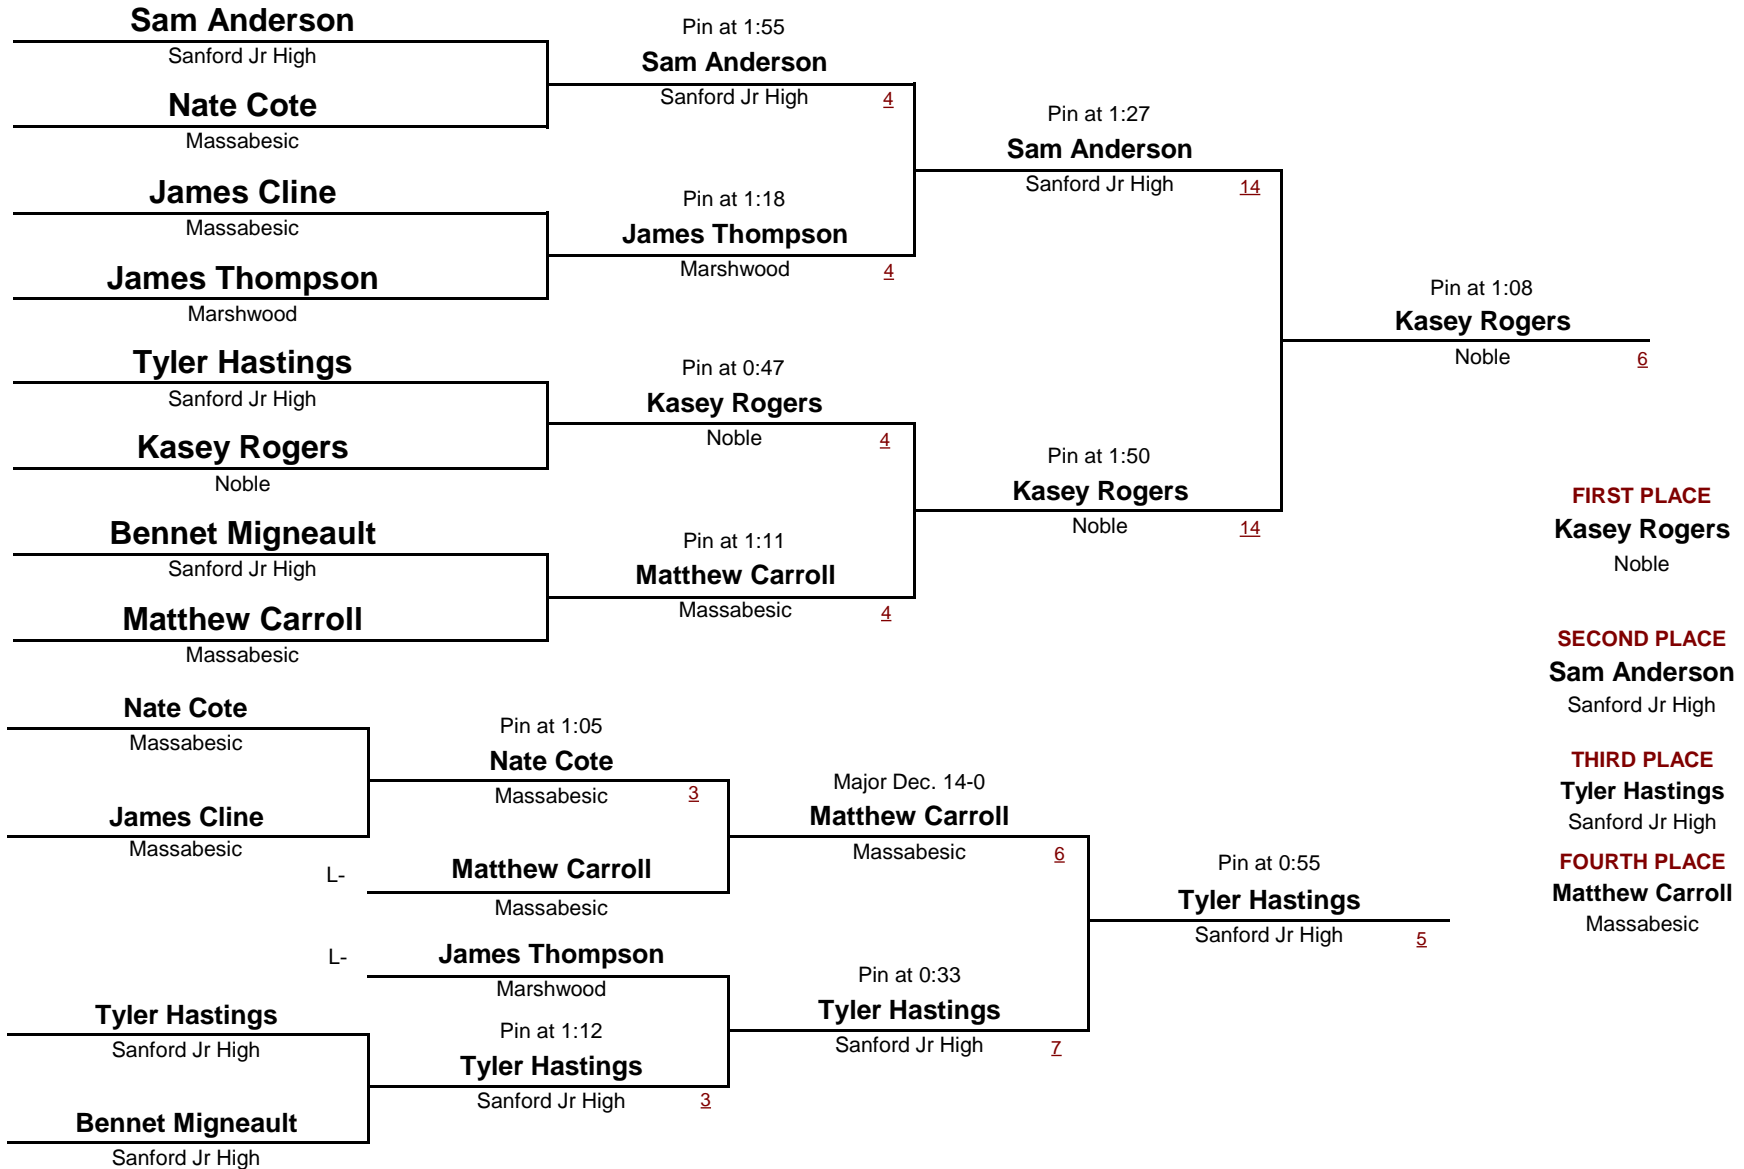 Sam Anderson
Sanford Jr High
Nate Cote
Massabesic
James Cline
Massabesic
James Thompson
Marshwood
Tyler Hastings
Sanford Jr High
Kasey Rogers
Noble
Bennet Migneault
Sanford Jr High
Matthew Carroll
Massabesic
Pin at 1:55
Sam Anderson
Sanford Jr High 4
Pin at 1:18
James Thompson
Marshwood 4
Pin at 0:47
Kasey Rogers
Noble 4
Pin at 1:11
Matthew Carroll
Massabesic 4
Pin at 1:27
Sam Anderson
Sanford Jr High 14
Pin at 1:50
Kasey Rogers
Noble 14
Pin at 1:08
Kasey Rogers
Noble 6
Nate Cote
Massabesic
James Cline
Massabesic
Tyler Hastings
Sanford Jr High
Bennet Migneault
Sanford Jr High
Pin at 1:05
Nate Cote
Massabesic 3
L- Matthew Carroll
Massabesic
L- James Thompson
Marshwood
Pin at 1:12
Tyler Hastings
Sanford Jr High 3
Major Dec. 14-0
Matthew Carroll
Massabesic 6
Pin at 0:33
Tyler Hastings
Sanford Jr High 7
Pin at 0:55
Tyler Hastings
Sanford Jr High 5
FIRST PLACE
Kasey Rogers
Noble
SECOND PLACE
Sam Anderson
Sanford Jr High
THIRD PLACE
Tyler Hastings
Sanford Jr High
FOURTH PLACE
Matthew Carroll
Massabesic